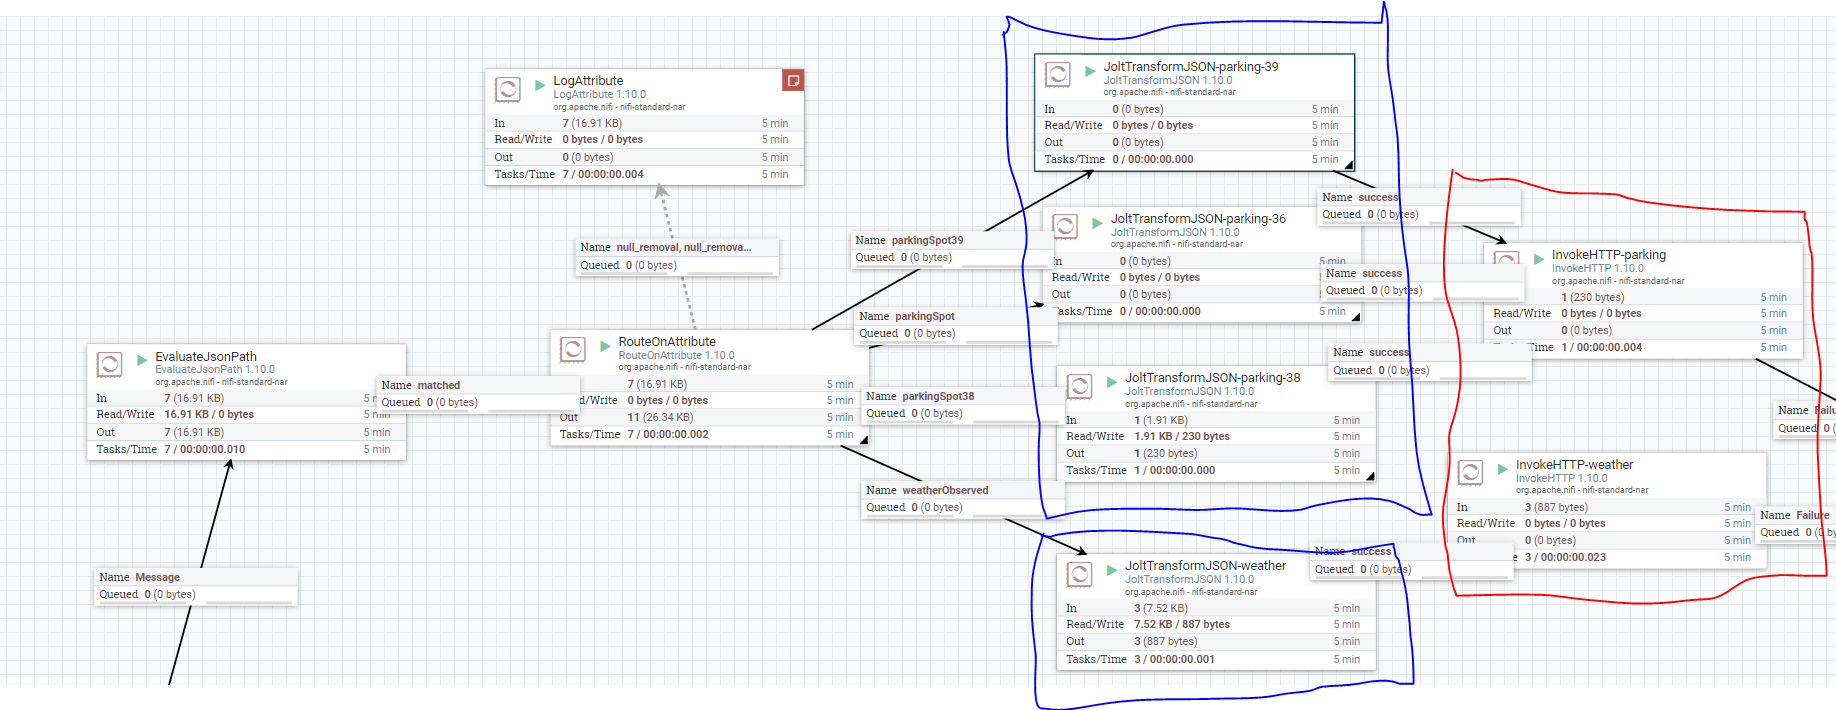 LogAttribute
LogAttribute 1.10.0
org.apache.nifi - nifi-standard-nar
In 7 (16.91 KB) 5 min
Read/Write 0 bytes / 0 bytes
Out 0 (0 bytes) 5 min
Tasks/Time 7 / 00:00:00.004 5 min
Name null_removal, null_remova...
Queued 0 (0 bytes)
EvaluateJsonPath
EvaluateJsonPath 1.10.0
org.apache.nifi - nifi-standard-nar
In 7 (16.91 KB)
Read/Write 16.91 KB / 0 bytes
Out 7 (16.91 KB) 5 min
Tasks/Time 7 / 00:00:00.010 5 min
Name matched
Queued 0 (0 bytes)
Name Message
Queued 0 (0 bytes)
RouteOnAttribute
RouteOnAttribute 1.10.0
org.apache.nifi - nifi-standard-nar
7 (16.91 KB) 5 min
0 bytes / 0 bytes 5 min
Out 11 (26.34 KB) 5 min
Tasks/Time 7 / 00:00:00.002 5 min
Name parkingSpot39
Queued 0 (0 bytes)
Name parkingSpot
Queued 0 (0 bytes)
Name parkingSpot38
Queued 0 (0 bytes)
Name weatherObserved
Queued 0 (0 bytes)
JoltTransformJSON-parking-39
JoltTransformJSON 1.10.0
org.apache.nifi - nifi-standard-nar
In 0 (0 bytes) 5 min
Read/Write 0 bytes / 0 bytes 5 min
Out 0 (0 bytes) 5 min
Tasks/Time 0 / 00:00:00.000 5 min
Name success
Queued 0 (0 bytes)
JoltTransformJSON-parking-36
JoltTransformJSON 1.10.0
org.apache.nifi - nifi-standard-nar
In 0 (0 bytes) 5 min
Read/Write 0 bytes / 0 bytes
Out 0 (0 bytes)
Tasks/Time 0 / 00:00:00.000 5 min
Name success
Queued 0 (0 bytes)
JoltTransformJSON-parking-38
JoltTransformJSON 1.10.0
org.apache.nifi - nifi-standard-nar
In 1 (1.91 KB) 5 min
Read/Write 1.91 KB / 230 bytes 5 min
Out 1 (230 bytes) 5 min
Tasks/Time 1 / 00:00:00.000 5 min
Name success
Queued 0 (0 bytes)
JoltTransformJSON-weather
JoltTransformJSON 1.10.0
org.apache.nifi - nifi-standard-nar
In 3 (7.52 KB) 5 min
Read/Write 7.52 KB / 887 bytes 5 min
Out 3 (887 bytes) 5 min
Tasks/Time 3 / 00:00:00.001 5 min
Name success
Queued 0 (0 bytes)
InvokeHTTP-parking
InvokeHTTP 1.10.0
org.apache.nifi - nifi-standard-nar
1 (230 bytes) 5 min
Read/Write 0 bytes / 0 bytes 5 min
Out 0 (0 bytes) 5 min
Tasks/Time 1 / 00:00:00.004 5 min
Name
Queued 0
InvokeHTTP-weather
InvokeHTTP 1.10.0
org.apache.nifi - nifi-standard-nar
In 3 (887 bytes) 5 min
Read/Write 0 bytes / 0 bytes
Out 0 (0 bytes)
3 / 00:00:00.023 5 min
Name Failure
Queued 0